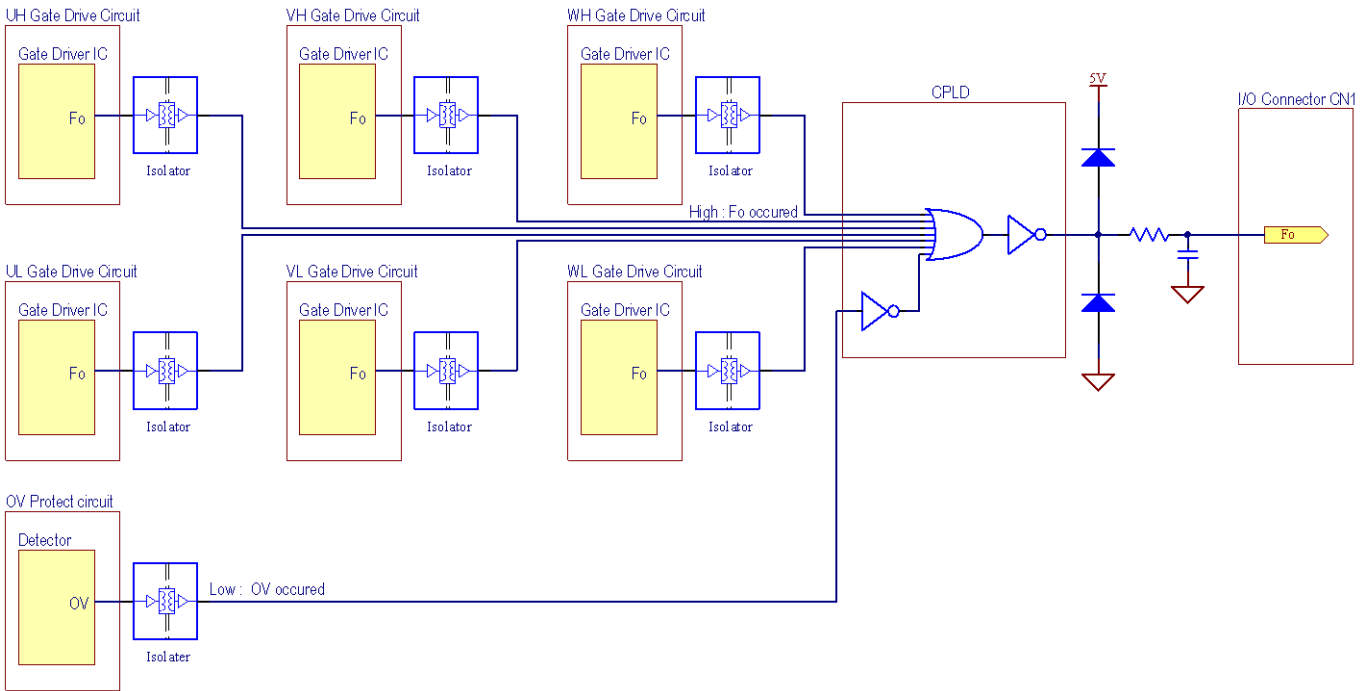 UH Gate Drive Circuit
VH Gate Drive Circuit
WH Gate Drive Circuit
Gate Driver IC
Gate Driver IC
Gate Driver IC
Fo
Fo
Fo
Isolator
Isolator
Isolator
CPLD
5V
I/O Connector CN1
High : Fo occured
Fo
UL Gate Drive Circuit
VL Gate Drive Circuit
WL Gate Drive Circuit
Gate Driver IC
Gate Driver IC
Gate Driver IC
Fo
Fo
Fo
Isolator
Isolator
Isolator
OV Protect circuit
Detector
OV
Low : OV occured
Isolater